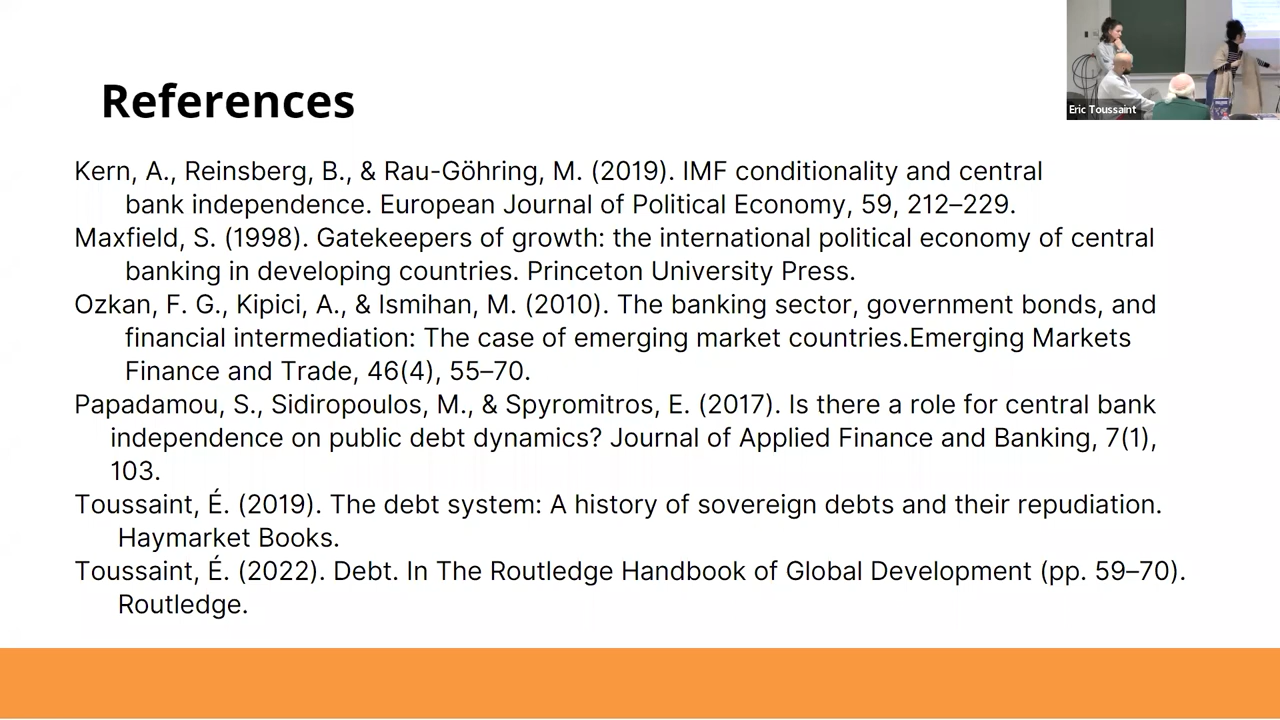 References
Eric Toussaint
Kern, A., Reinsberg, B., & Rau-Göhring, M. (2019). IMF conditionality and central
bank independence. European Journal of Political Economy, 59, 212–229.
Maxfield, S. (1998). Gatekeepers of growth: the international political economy of central
banking in developing countries. Princeton University Press.
Ozkan, F. G., Kipici, A., & Ismihan, M. (2010). The banking sector, government bonds, and
financial intermediation: The case of emerging market countries.Emerging Markets
Finance and Trade, 46(4), 55–70.
Papadamou, S., Sidiropoulos, M., & Spyromitros, E. (2017). Is there a role for central bank
independence on public debt dynamics? Journal of Applied Finance and Banking, 7(1),
103.
Toussaint, É. (2019). The debt system: A history of sovereign debts and their repudiation.
Haymarket Books.
Toussaint, É. (2022). Debt. In The Routledge Handbook of Global Development (pp. 59–70).
Routledge.